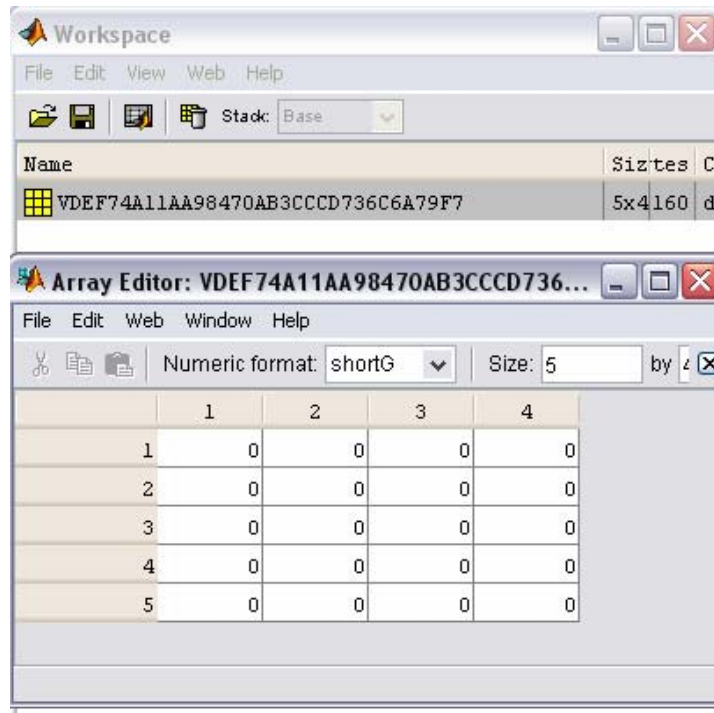 Workspace
File Edit View Web Help
Stack: Base
Name Siz tes C
VDEF74A11AA98470AB3CCCD736C6A79F7 5x4 160 d
Array Editor: VDEF74A11AA98470AB3CCCD736...
File Edit Web Window Help
Numeric format: shortG Size: 5 by 4
1 2 3 4
1 0 0 0 0
2 0 0 0 0
3 0 0 0 0
4 0 0 0 0
5 0 0 0 0